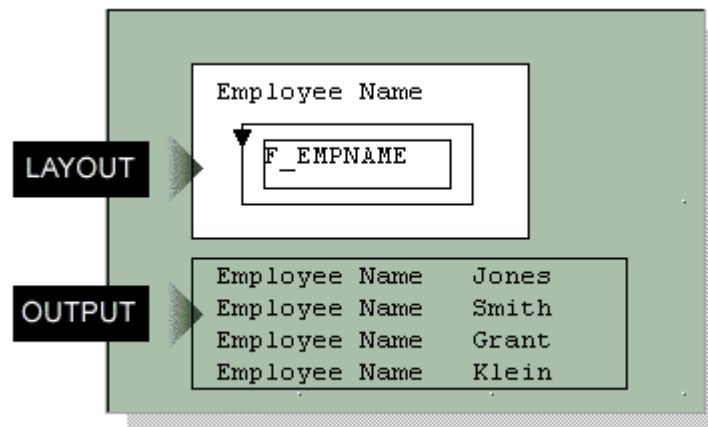 Employee Name
F_EMPNAME
LAYOUT
Employee Name Jones
Employee Name Smith
Employee Name Grant
Employee Name Klein
OUTPUT